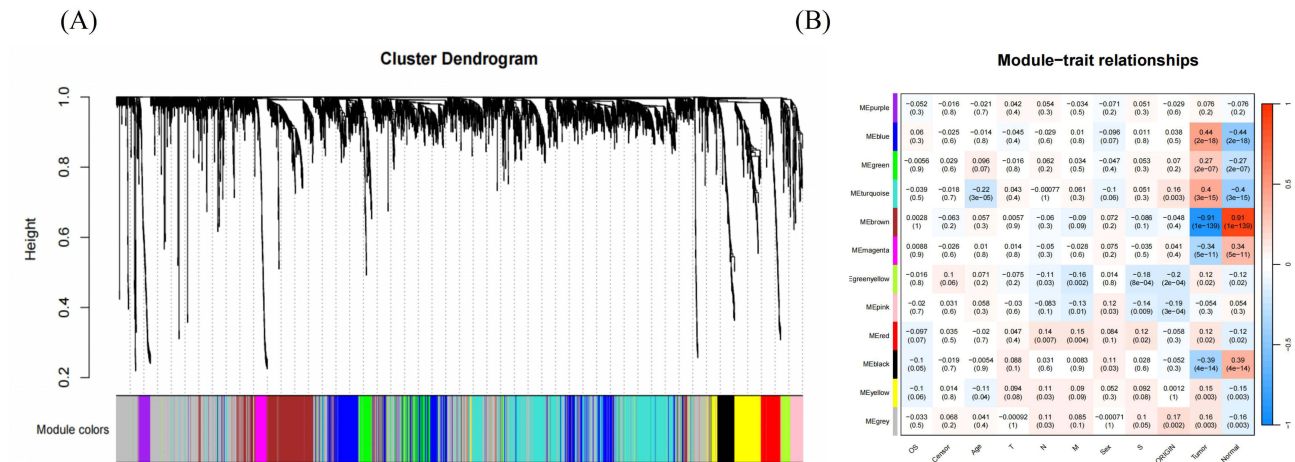 (A)
(B)
Cluster Dendrogram
Height
1.0
0.8
0.6
0.4
0.2
Module colors
Module−trait relationships
MEpurple −0.052 −0.016 −0.021 0.042 0.054 −0.034 −0.071 0.051 −0.029 0.076 −0.076
(0.3) (0.8) (0.7) (0.4) (0.3) (0.5) (0.2) (0.3) (0.6) (0.2) (0.2)
MEblue 0.06 −0.025 −0.014 −0.045 −0.029 0.01 −0.096 0.011 0.038 0.44 −0.44
(0.3) (0.6) (0.8) (0.4) (0.6) (0.8) (0.07) (0.8) (0.5) (2e−18) (2e−18)
MEgreen −0.0056 0.029 0.096 −0.016 0.062 0.034 −0.047 0.053 0.07 0.27 −0.27
(0.9) (0.6) (0.07) (0.8) (0.2) (0.5) (0.4) (0.3) (0.2) (2e−07) (2e−07)
MEturquoise −0.039 −0.018 −0.22 0.043 −0.00077 0.061 −0.1 0.051 0.16 0.4 −0.4
(0.5) (0.7) (3e−05) (0.4) (1) (0.3) (0.06) (0.3) (0.003) (3e−15) (3e−15)
MEbrown 0.0028 −0.063 0.057 0.0057 −0.06 −0.09 0.072 −0.086 −0.048 −0.91 0.91
(1) (0.2) (0.3) (0.9) (0.3) (0.09) (0.2) (0.1) (0.4) (1e−139) (1e−139)
MEmagenta 0.0088 −0.026 0.01 0.014 −0.05 −0.028 0.075 −0.035 0.041 −0.34 0.34
(0.9) (0.6) (0.8) (0.8) (0.3) (0.6) (0.2) (0.5) (0.4) (5e−11) (5e−11)
Egreenyellow −0.016 0.1 0.071 −0.075 −0.11 −0.16 0.014 −0.18 −0.2 0.12 −0.12
(0.8) (0.06) (0.2) (0.2) (0.03) (0.002) (0.8) (8e−04) (2e−04) (0.02) (0.02)
MEpink −0.02 0.031 0.058 −0.03 −0.083 −0.13 0.12 −0.14 −0.19 −0.054 0.054
(0.7) (0.6) (0.3) (0.6) (0.1) (0.01) (0.03) (0.009) (3e−04) (0.3) (0.3)
MEred −0.097 0.035 −0.02 0.047 0.14 0.15 0.084 0.12 −0.058 0.12 −0.12
(0.07) (0.5) (0.7) (0.4) (0.007) (0.004) (0.1) (0.02) (0.3) (0.02) (0.02)
MEblack −0.1 −0.019 −0.0054 0.088 0.031 0.0083 0.11 0.028 −0.052 −0.39 0.39
(0.05) (0.7) (0.9) (0.1) (0.6) (0.9) (0.03) (0.6) (0.3) (4e−14) (4e−14)
MEyellow −0.1 0.014 −0.11 0.094 0.11 0.09 0.052 0.092 0.0012 0.15 −0.15
(0.06) (0.8) (0.04) (0.08) (0.03) (0.09) (0.3) (0.08) (1) (0.003) (0.003)
MEgrey −0.033 0.068 0.041 −0.00092 0.11 0.085 −0.00071 0.1 0.17 0.16 −0.16
(0.5) (0.2) (0.4) (1) (0.03) (0.1) (1) (0.05) (0.002) (0.003) (0.003)
OS Censor Age T N M Sex S ORIGIN Tumor Normal
1
0.5
0
−0.5
−1